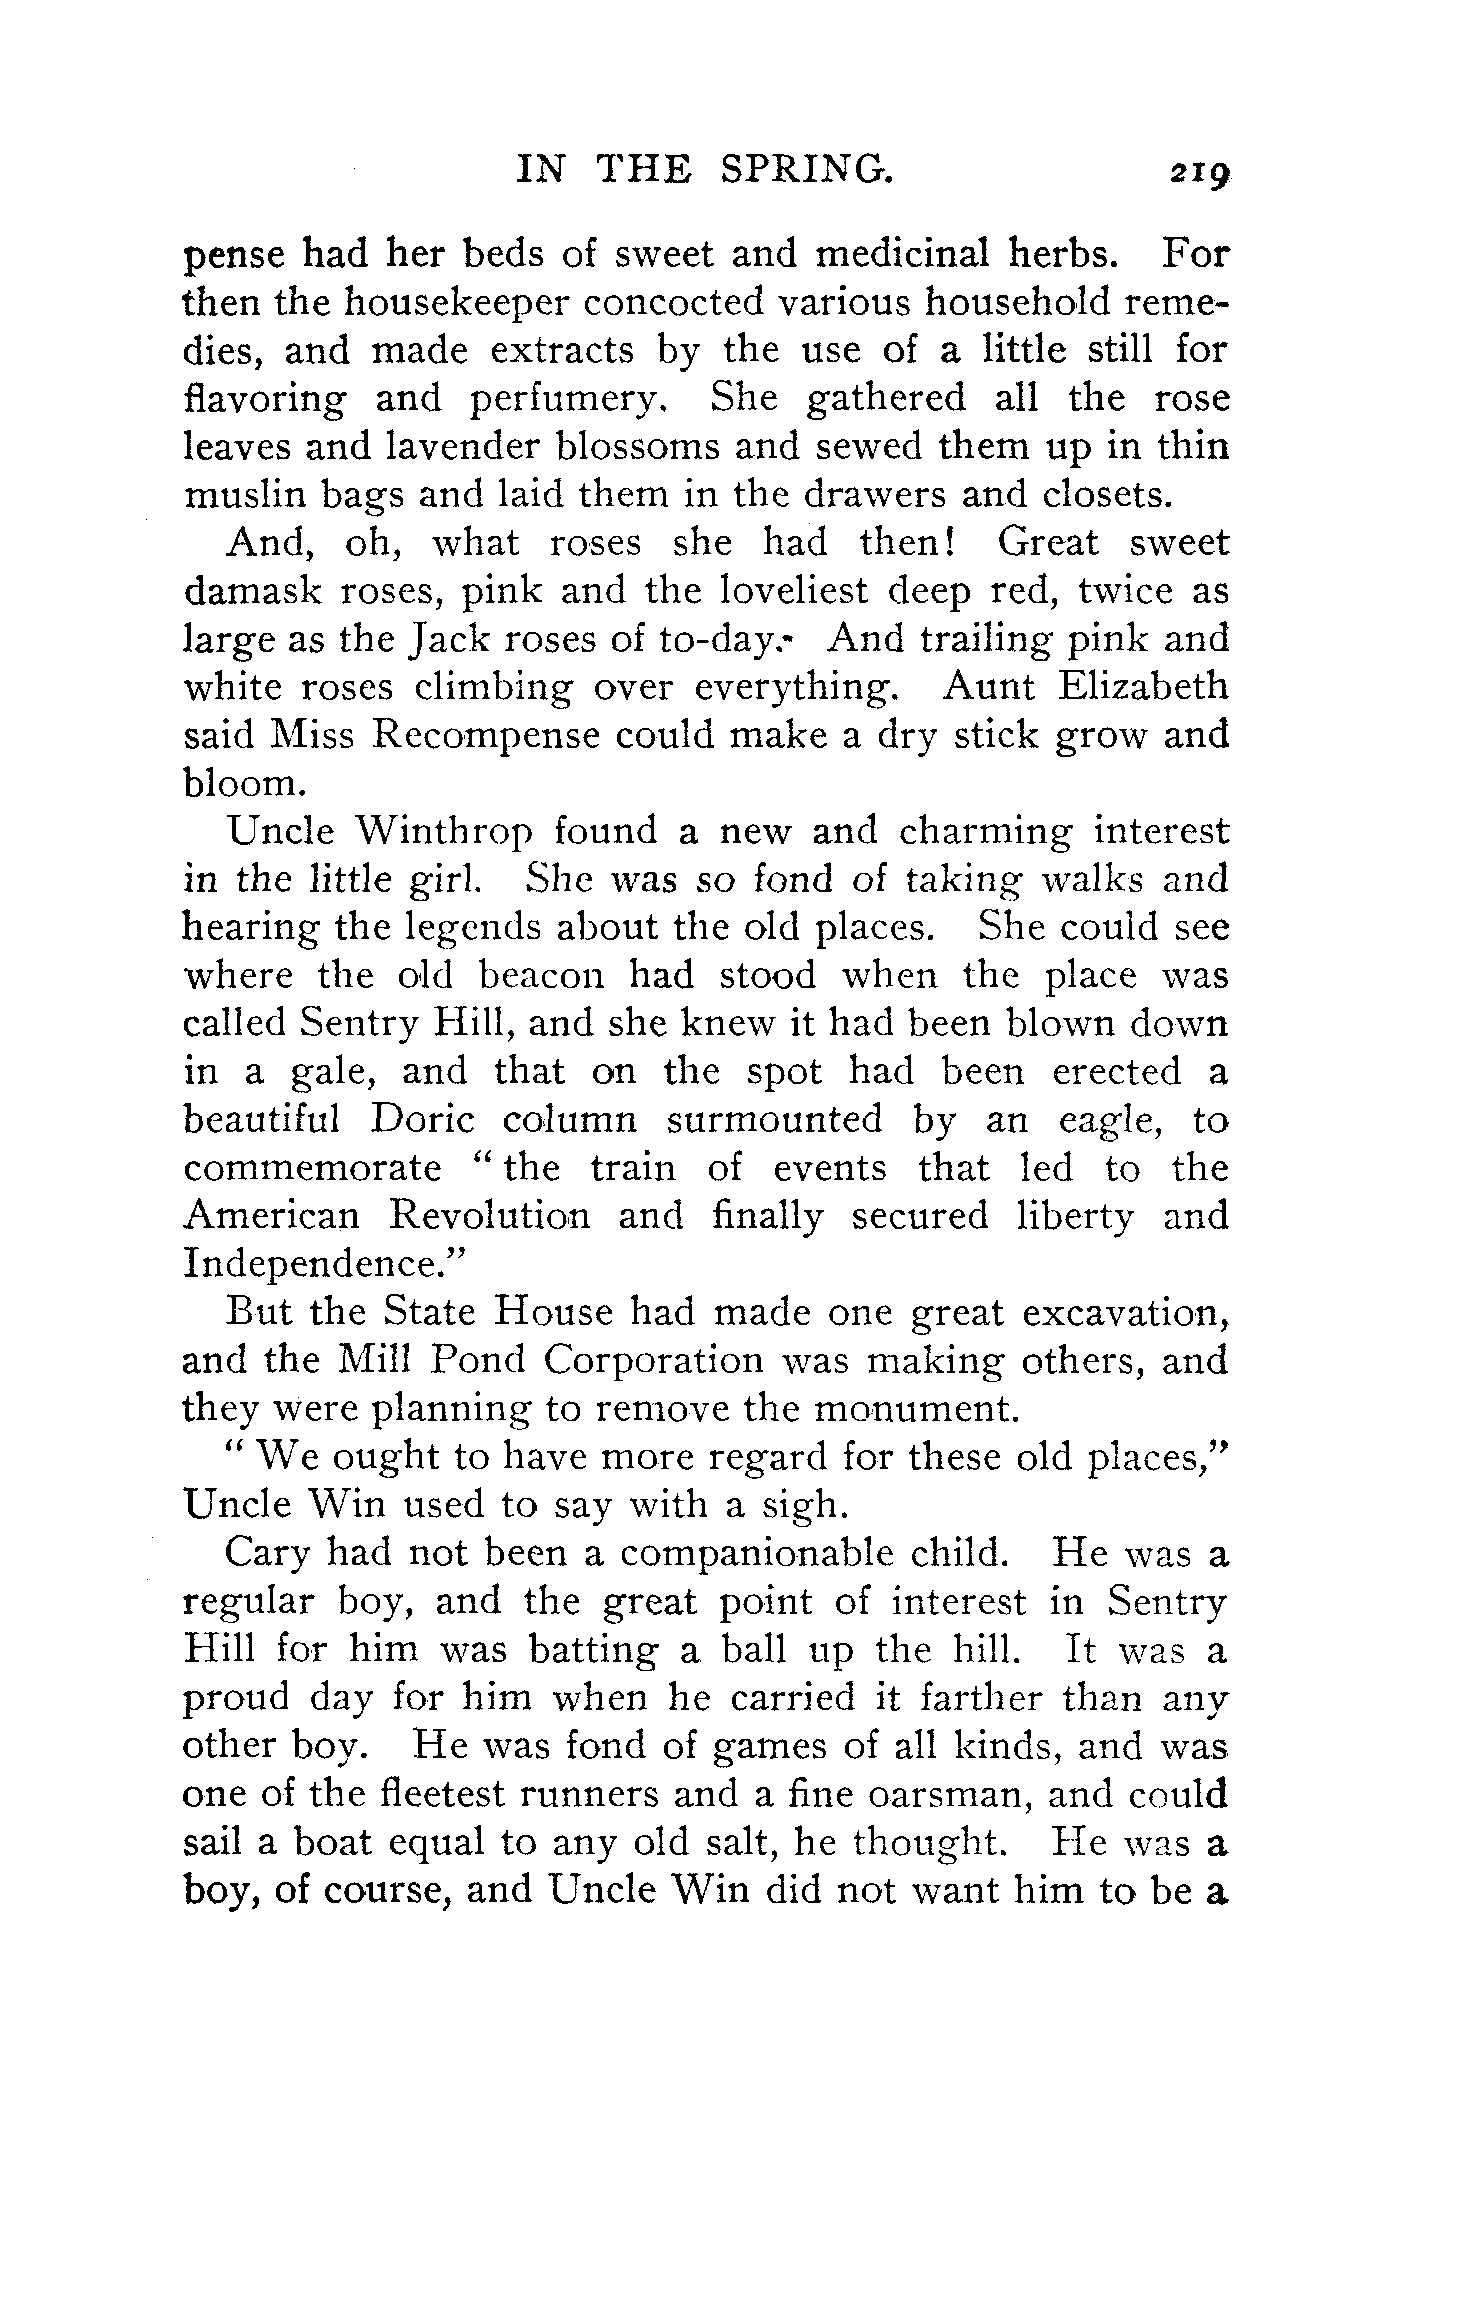 IN THE SPRING. 219
pense had her beds of sweet and medicinal herbs. For
then the housekeeper concocted various household reme-
dies, and made extracts by the use of a little still for
flavoring and perfumery. She gathered all the rose
leaves and lavender blossoms and sewed them up in thin
muslin bags and laid them in the drawers and closets.
And, oh, what roses she had then! Great sweet
damask roses, pink and the loveliest deep red, twice as
large as the Jack roses of to-day. And trailing pink and
white roses climbing over everything. Aunt Elizabeth
said Miss Recompense could make a dry stick grow and
bloom.
Uncle Winthrop found a new and charming interest
in the little girl. She was so fond of taking walks and
hearing the legends about the old places. She could see
where the old beacon had stood when the place was
called Sentry Hill, and she knew it had been blown down
in a gale, and that on the spot had been erected a
beautiful Doric column surmounted by an eagle, to
commemorate " the train of events that led to the
American Revolution and finally secured liberty and
Independence."
But the State House had made one great excavation,
and the Mill Pond Corporation was making others, and
they were planning to remove the monument.
" We ought to have more regard for these old places,"
Uncle Win used to say with a sigh.
Cary had not been a companionable child. He was a
regular boy, and the great point of interest in Sentry
Hill for him was batting a ball up the hill. It was a
proud day for him when he carried it farther than any
other boy. He was fond of games of all kinds, and was
one of the fleetest runners and a fine oarsman, and could
sail a boat equal to any old salt, he thought. He was a
boy, of course, and Uncle Win did not want him to be a